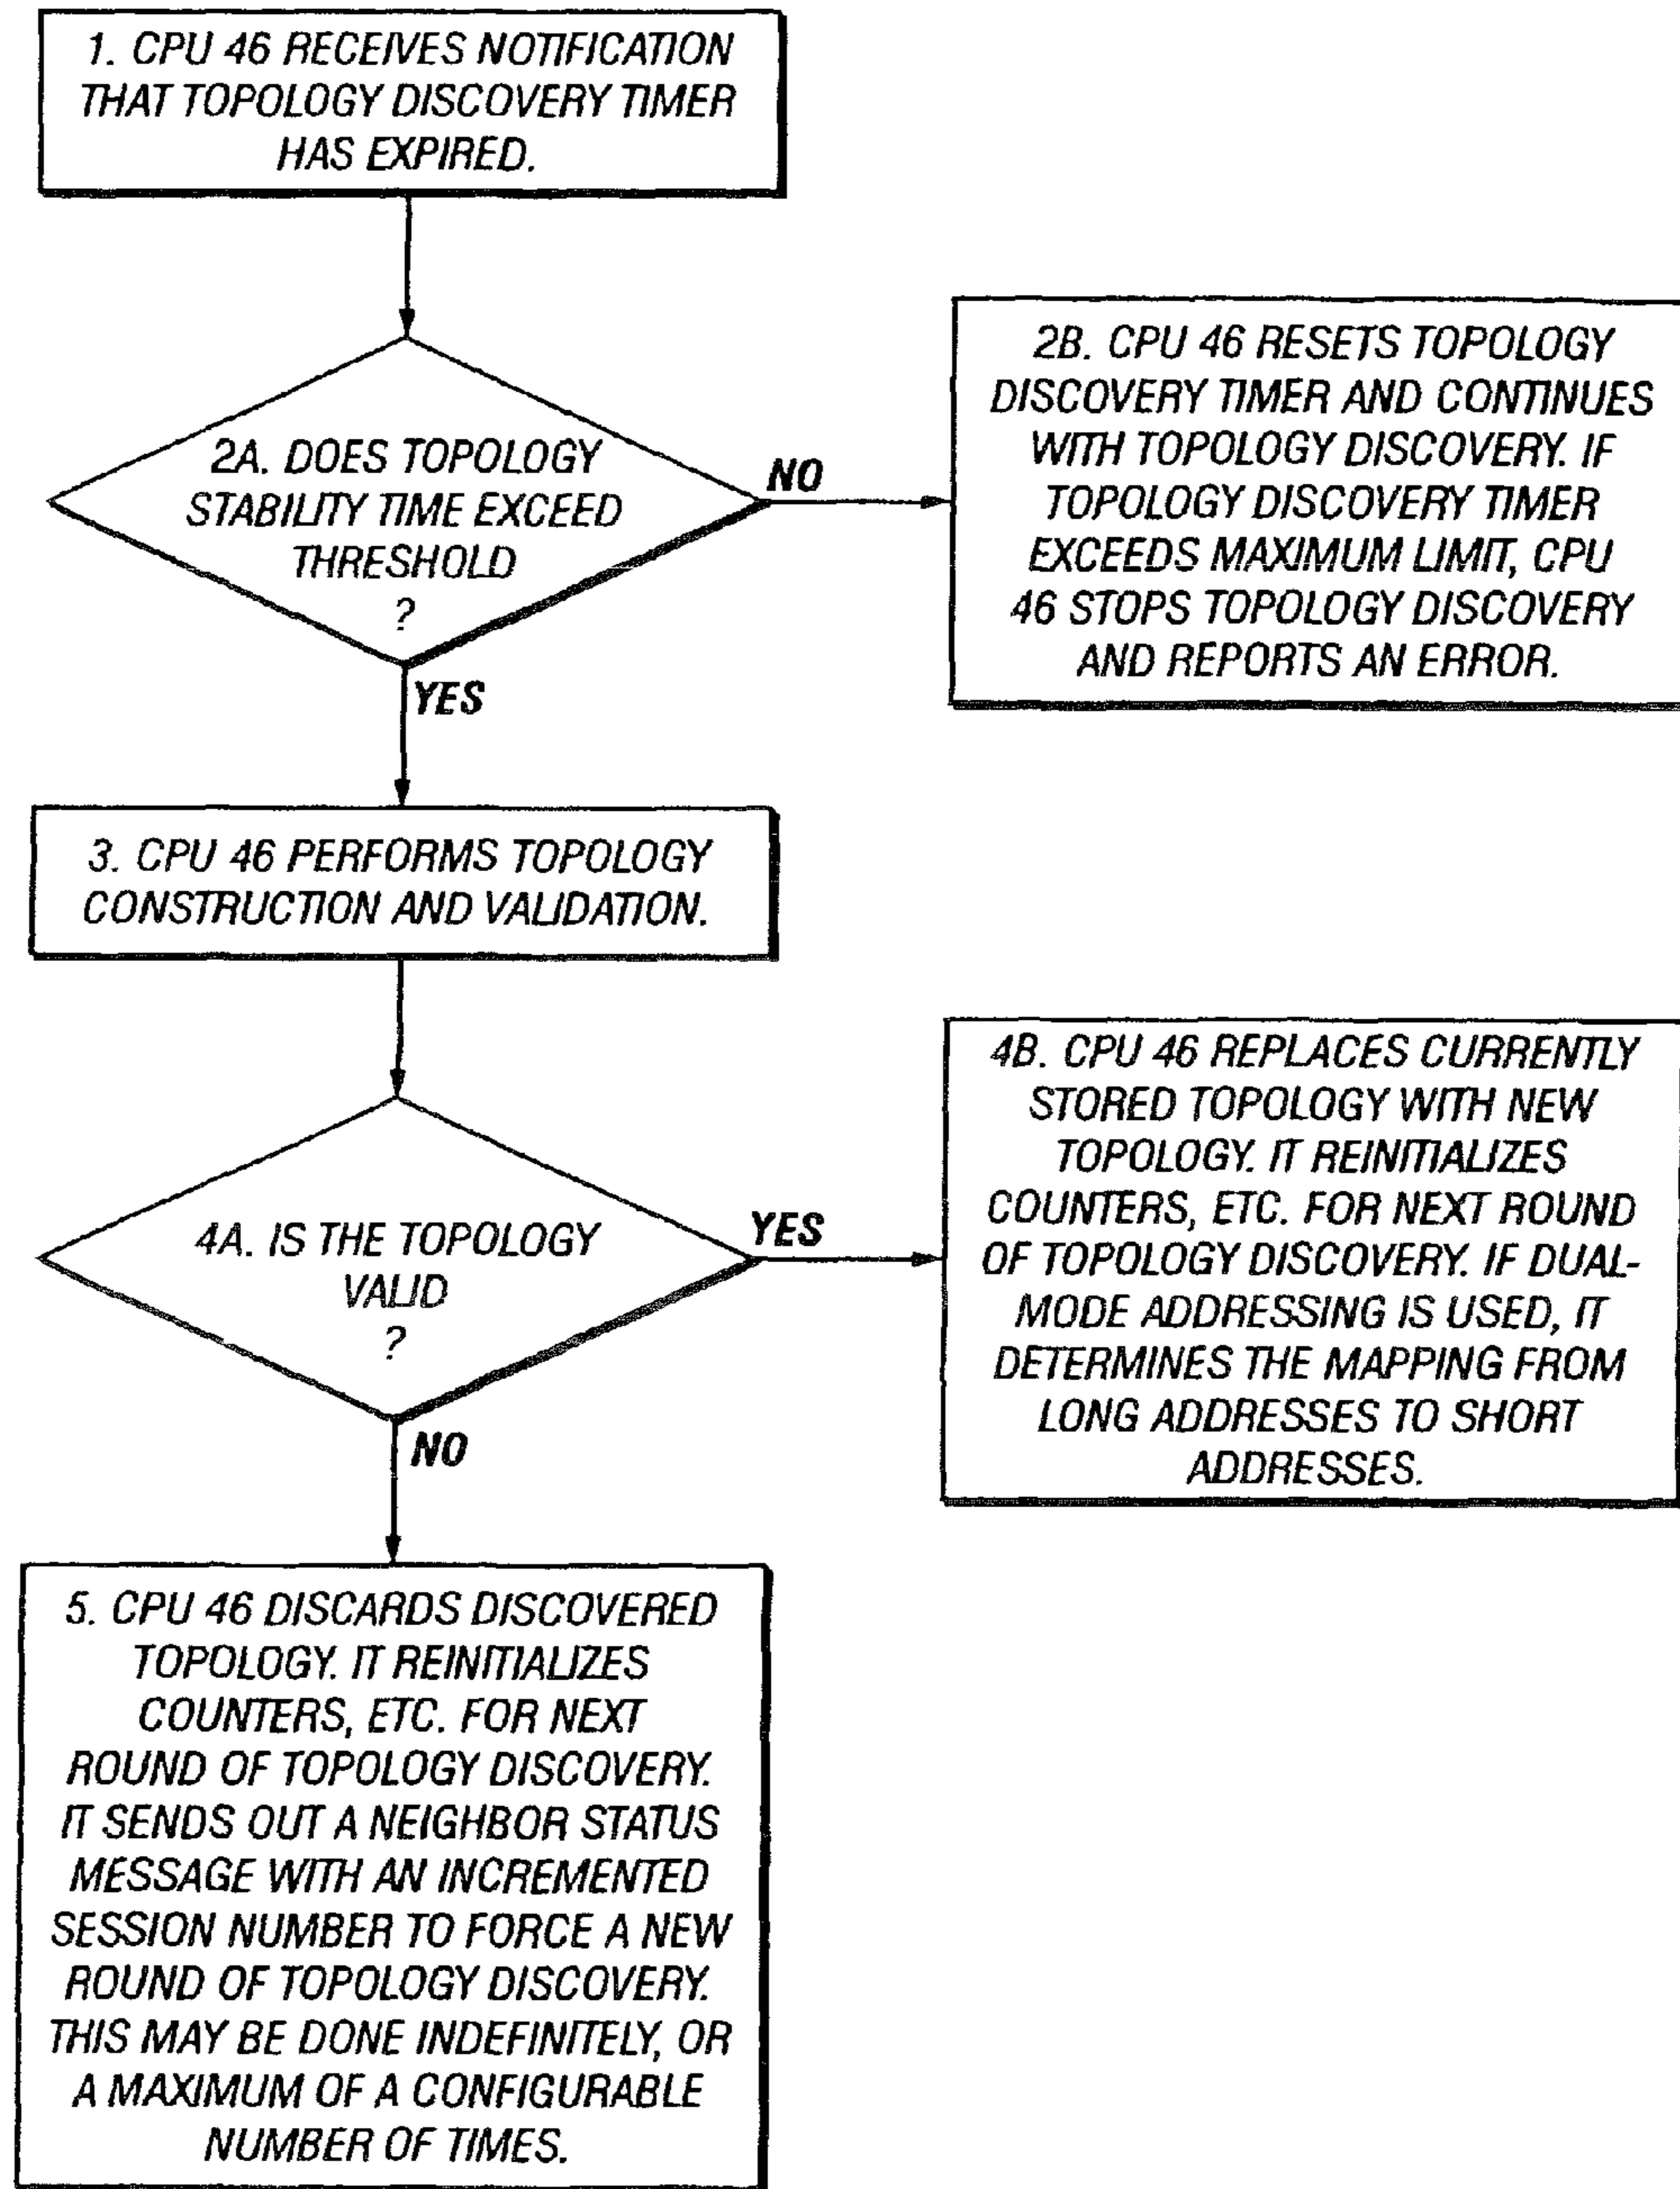 1. CPU 46 RECEIVES NOTIFICATION
THAT TOPOLOGY DISCOVERY TIMER
HAS EXPIRED.
2A. DOES TOPOLOGY
STABILITY TIME EXCEED
THRESHOLD
?
NO
YES
2B. CPU 46 RESETS TOPOLOGY
DISCOVERY TIMER AND CONTINUES
WITH TOPOLOGY DISCOVERY. IF
TOPOLOGY DISCOVERY TIMER
EXCEEDS MAXIMUM LIMIT, CPU
46 STOPS TOPOLOGY DISCOVERY
AND REPORTS AN ERROR.
3. CPU 46 PERFORMS TOPOLOGY
CONSTRUCTION AND VALIDATION.
4A. IS THE TOPOLOGY
VALID
?
YES
NO
4B. CPU 46 REPLACES CURRENTLY
STORED TOPOLOGY WITH NEW
TOPOLOGY. IT REINITIALIZES
COUNTERS, ETC. FOR NEXT ROUND
OF TOPOLOGY DISCOVERY. IF DUAL-
MODE ADDRESSING IS USED, IT
DETERMINES THE MAPPING FROM
LONG ADDRESSES TO SHORT
ADDRESSES.
5. CPU 46 DISCARDS DISCOVERED
TOPOLOGY. IT REINITIALIZES
COUNTERS, ETC. FOR NEXT
ROUND OF TOPOLOGY DISCOVERY.
IT SENDS OUT A NEIGHBOR STATUS
MESSAGE WITH AN INCREMENTED
SESSION NUMBER TO FORCE A NEW
ROUND OF TOPOLOGY DISCOVERY.
THIS MAY BE DONE INDEFINITELY, OR
A MAXIMUM OF A CONFIGURABLE
NUMBER OF TIMES.